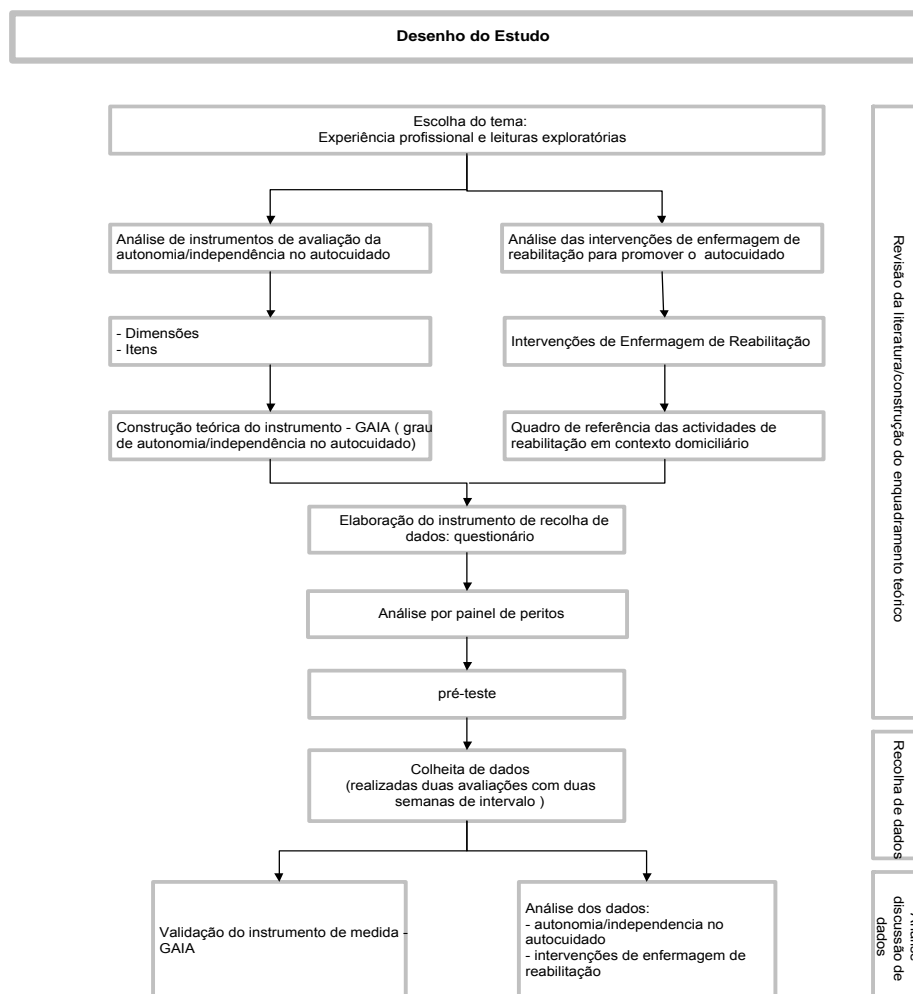 Desenho do Estudo
Escolha do tema:
Experiência profissional e leituras exploratórias
Análise de instrumentos de avaliação da
autonomia/independência no autocuidado
Análise das intervenções de enfermagem de
reabilitação para promover o autocuidado
- Dimensões
- Itens
Intervenções de Enfermagem de Reabilitação
Construção teórica do instrumento - GAIA ( grau
de autonomia/independência no autocuidado)
Quadro de referência das actividades de
reabilitação em contexto domiciliário
Elaboração do instrumento de recolha de
dados: questionário
Análise por painel de peritos
pré-teste
Colheita de dados
(realizadas duas avaliações com duas
semanas de intervalo )
Validação do instrumento de medida -
GAIA
Análise dos dados:
- autonomia/independencia no
autocuidado
- intervenções de enfermagem de
reabilitação
Revisão da literatura/construção do enquadramento teórico
Recolha de dados
discussão de
dados